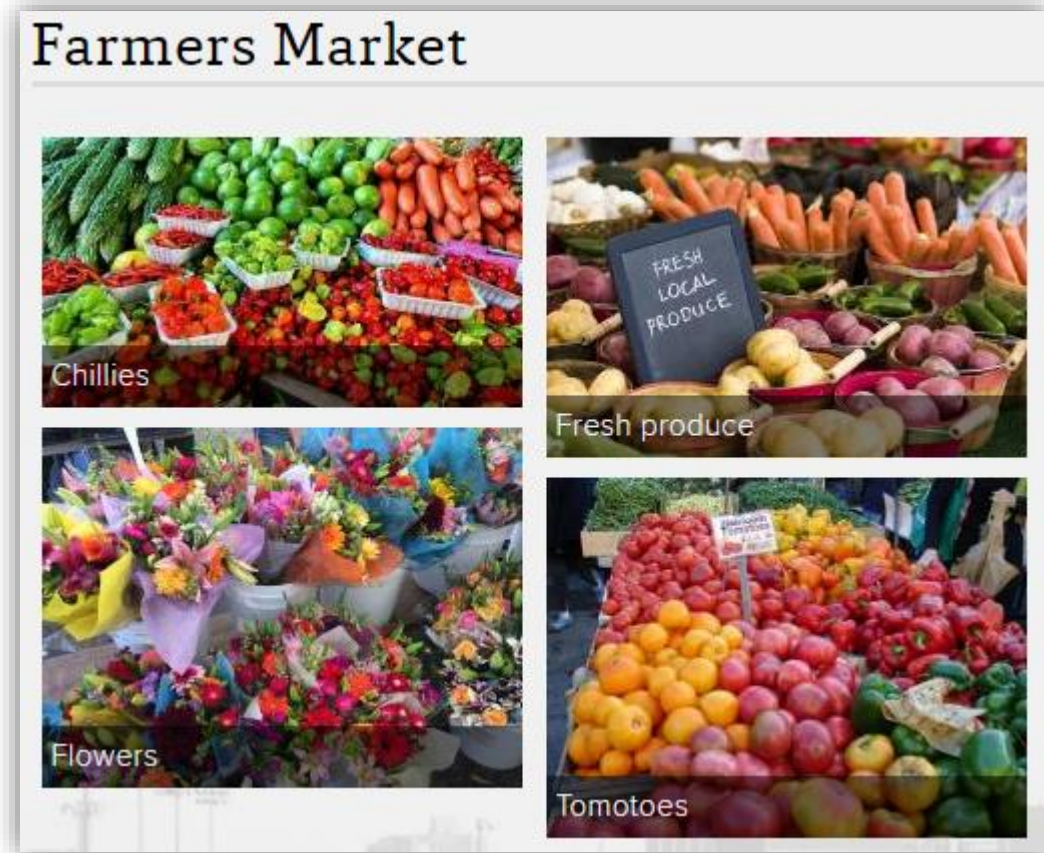 Farmers Market
Chillies
FRESH
LOCAL
PRODUCE
Fresh produce
Flowers
Tomotoes